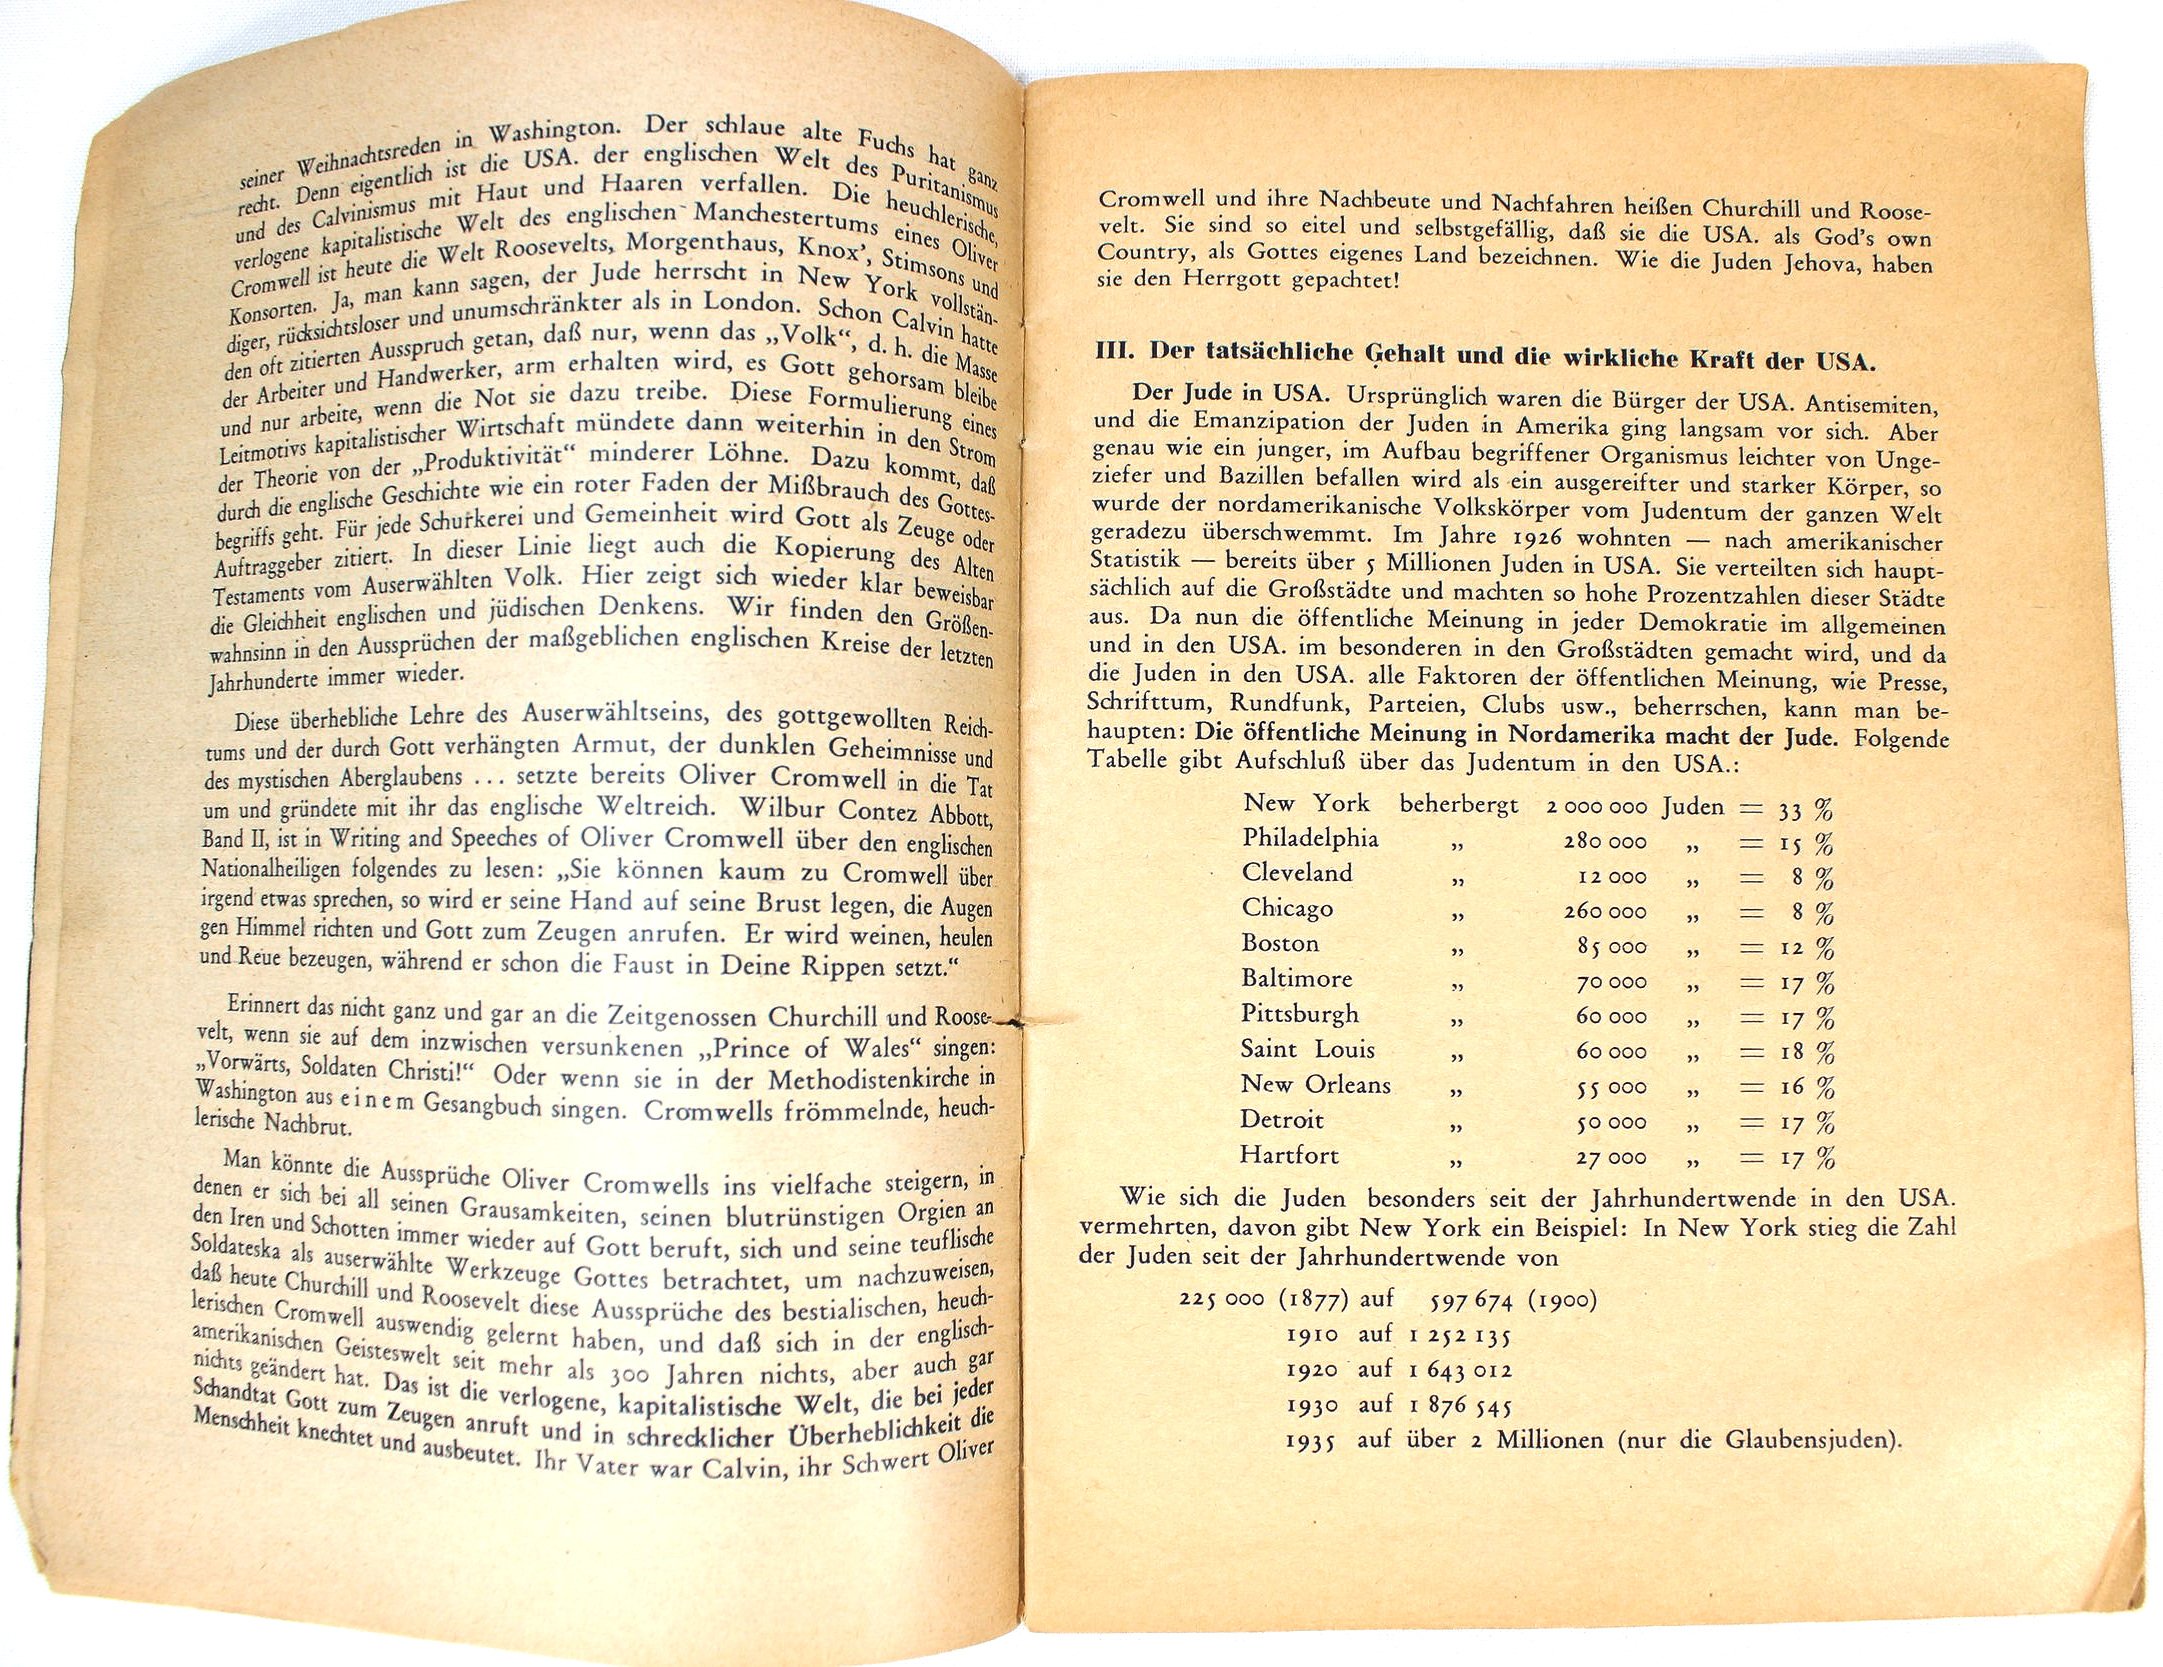 seiner Weihnachtsreden in Washington. Der schlaue alte Fuchs hat ganz
recht. Denn eigentlich ist die USA. der englischen Welt des Puritanismus
und des Calvinismus mit Haut und Haaren verfallen. Die heuchlerische,
verlogene kapitalistische Welt des englischen Manchestertums eines Oliver
Cromwell ist heute die Welt Roosevelts, Morgenthaus, Knox’, Stimsons und
Konsorten. Ja, man kann sagen, der Jude herrscht in New York vollstän-
diger, rücksichtsloser und unumschränkter als in London. Schon Calvin hatte
den oft zitierten Ausspruch getan, daß nur, wenn das „Volk“, d. h. die Masse
der Arbeiter und Handwerker, arm erhalten wird, es Gott gehorsam bleibe
und nur arbeite, wenn die Not sie dazu treibe. Diese Formulierung eines
Leitmotivs kapitalistischer Wirtschaft mündete dann weiterhin in den Strom
der Theorie von der „Produktivität“ minderer Löhne. Dazu kommt, daß
durch die englische Geschichte wie ein roter Faden der Mißbrauch des Gottes-
begriffs geht. Für jede Schurkerei und Gemeinheit wird Gott als Zeuge oder
Auftraggeber zitiert. In dieser Linie liegt auch die Kopierung des Alten
Testaments vom Auserwählten Volk. Hier zeigt sich wieder klar beweisbar
die Gleichheit englischen und jüdischen Denkens. Wir finden den Größen-
wahnsinn in den Aussprüchen der maßgeblichen englischen Kreise der letzten
Jahrhunderte immer wieder.
Diese überhebliche Lehre des Auserwähltseins, des gottgewollten Reich-
tums und der durch Gott verhängten Armut, der dunklen Geheimnisse und
des mystischen Aberglaubens ... setzte bereits Oliver Cromwell in die Tat
um und gründete mit ihr das englische Weltreich. Wilbur Contez Abbott,
Band II, ist in Writing and Speeches of Oliver Cromwell über den englischen
Nationalheiligen folgendes zu lesen: „Sie können kaum zu Cromwell über
irgend etwas sprechen, so wird er seine Hand auf seine Brust legen, die Augen
gen Himmel richten und Gott zum Zeugen anrufen. Er wird weinen, heulen
und Reue bezeugen, während er schon die Faust in Deine Rippen setzt.“
Erinnert das nicht ganz und gar an die Zeitgenossen Churchill und Roose-
velt, wenn sie auf dem inzwischen versunkenen „Prince of Wales“ singen:
„Vorwärts, Soldaten Christi!“ Oder wenn sie in der Methodistenkirche in
Washington aus einem Gesangbuch singen. Cromwells frömmelnde, heuch-
lerische Nachbrut.
Man könnte die Aussprüche Oliver Cromwells ins vielfache steigern, in
denen er sich bei all seinen Grausamkeiten, seinen blutrünstigen Orgien an
den Iren und Schotten immer wieder auf Gott beruft, sich und seine teuflische
Soldateska als auserwählte Werkzeuge Gottes betrachtet, um nachzuweisen,
daß heute Churchill und Roosevelt diese Aussprüche des bestialischen, heuch-
lerischen Cromwell auswendig gelernt haben, und daß sich in der englisch-
amerikanischen Geisteswelt seit mehr als 300 Jahren nichts, aber auch gar
nichts geändert hat. Das ist die verlogene, kapitalistische Welt, die bei jeder
Schandtat Gott zum Zeugen anruft und in schrecklicher Überheblichkeit die
Menschheit knechtet und ausbeutet. Ihr Vater war Calvin, ihr Schwert Oliver
Cromwell und ihre Nachbeute und Nachfahren heißen Churchill und Roose-
velt. Sie sind so eitel und selbstgefällig, daß sie die USA. als God’s own
Country, als Gottes eigenes Land bezeichnen. Wie die Juden Jehova, haben
sie den Herrgott gepachtet!
III. Der tatsächliche Gehalt und die wirkliche Kraft der USA.
Der Jude in USA. Ursprünglich waren die Bürger der USA. Antisemiten,
und die Emanzipation der Juden in Amerika ging langsam vor sich. Aber
genau wie ein junger, im Aufbau begriffener Organismus leichter von Unge-
ziefer und Bazillen befallen wird als ein ausgereifter und starker Körper, so
wurde der nordamerikanische Volkskörper vom Judentum der ganzen Welt
geradezu überschwemmt. Im Jahre 1926 wohnten — nach amerikanischer
Statistik — bereits über 5 Millionen Juden in USA. Sie verteilten sich haupt-
sächlich auf die Großstädte und machten so hohe Prozentzahlen dieser Städte
aus. Da nun die öffentliche Meinung in jeder Demokratie im allgemeinen
und in den USA. im besonderen in den Großstädten gemacht wird, und da
die Juden in den USA. alle Faktoren der öffentlichen Meinung, wie Presse,
Schrifttum, Rundfunk, Parteien, Clubs usw., beherrschen, kann man be-
haupten: Die öffentliche Meinung in Nordamerika macht der Jude. Folgende
Tabelle gibt Aufschluß über das Judentum in den USA.:
New York beherbergt 2 000 000 Juden = 33 %
Philadelphia „ 280 000 „ = 15 %
Cleveland „ 12 000 „ = 8 %
Chicago „ 260 000 „ = 8 %
Boston „ 85 000 „ = 12 %
Baltimore „ 70 000 „ = 17 %
Pittsburgh „ 60 000 „ = 17 %
Saint Louis „ 60 000 „ = 18 %
New Orleans „ 55 000 „ = 16 %
Detroit „ 50 000 „ = 17 %
Hartfort „ 27 000 „ = 17 %
Wie sich die Juden besonders seit der Jahrhundertwende in den USA.
vermehrten, davon gibt New York ein Beispiel: In New York stieg die Zahl
der Juden seit der Jahrhundertwende von
225 000 (1877) auf 597 674 (1900)
1910 auf 1 252 135
1920 auf 1 643 012
1930 auf 1 876 545
1935 auf über 2 Millionen (nur die Glaubensjuden).